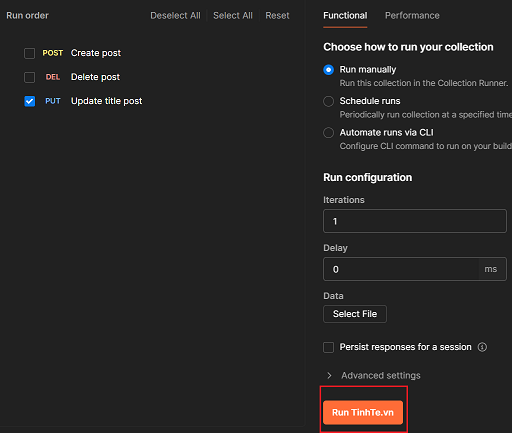 Run order
Deselect All Select All Reset
POST Create post
DEL Delete post
PUT Update title post
Functional Performance
Choose how to run your collection
Run manually
Run this collection in the Collection Runner.
Schedule runs
Periodically run collection at a specified time
Automate runs via CLI
Configure CLI command to run on your build
Run configuration
Iterations
1
Delay
0 ms
Data
Select File
Persist responses for a session
Advanced settings
Run TinhTe.vn